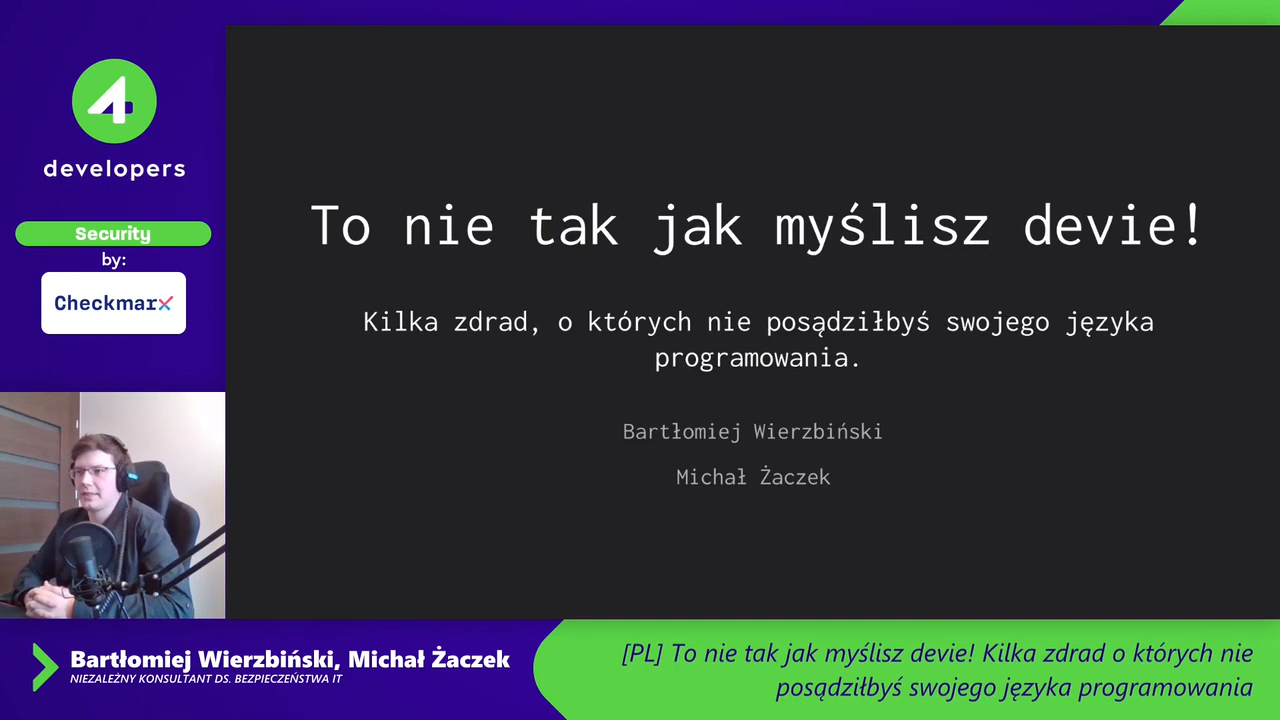 4
developers
Security
by:
Checkmarx
To nie tak jak myślisz devie!
Kilka zdrad, o których nie posądziłbyś swojego języka
programowania.
Bartłomiej Wierzbiński
Michał Żaczek
Bartłomiej Wierzbiński, Michał Żaczek
NIEZALEŻNY KONSULTANT DS. BEZPIECZEŃSTWA IT
[PL] To nie tak jak myślisz devie! Kilka zdrad o których nie
posądziłbyś swojego języka programowania